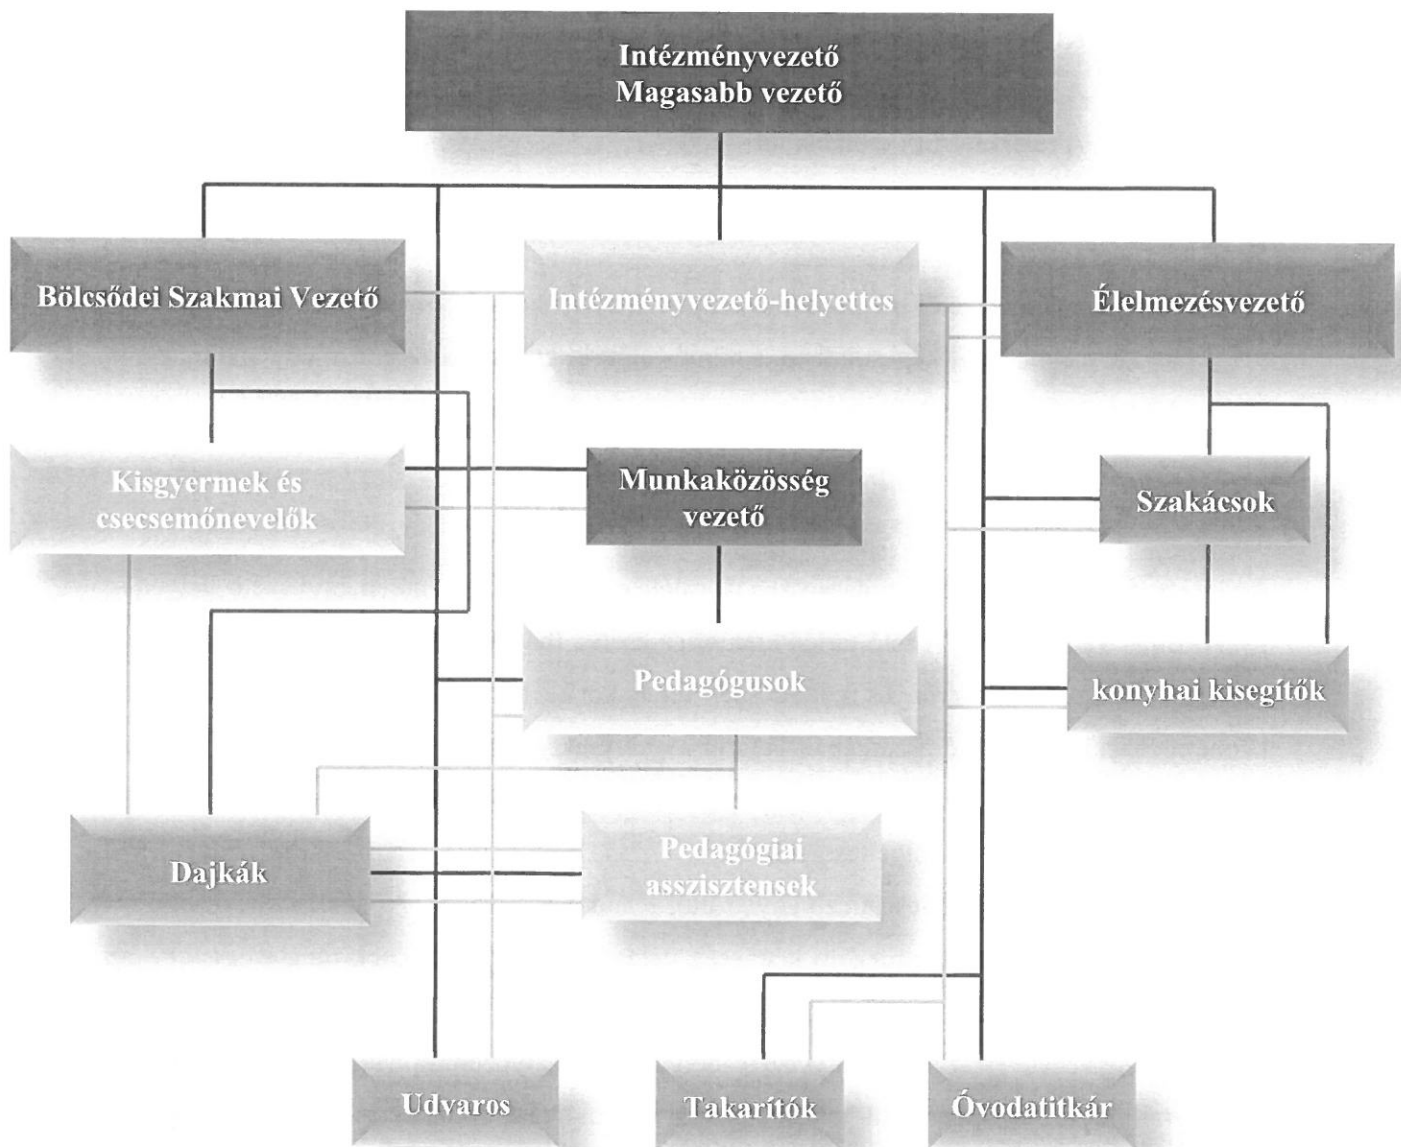 Intézményvezető
Magasabb vezető
Bölcsődei Szakmai Vezető
Intézményvezető-helyettes
Élelmezésvezető
Kisgyermek és
csecsemőnevelők
Munkaközösség
vezető
Szakácsok
Pedagógusok
konyhai kisegítők
Dajkák
Pedagógiai
asszisztensek
Udvaros
Takarítók
Óvodatitkár